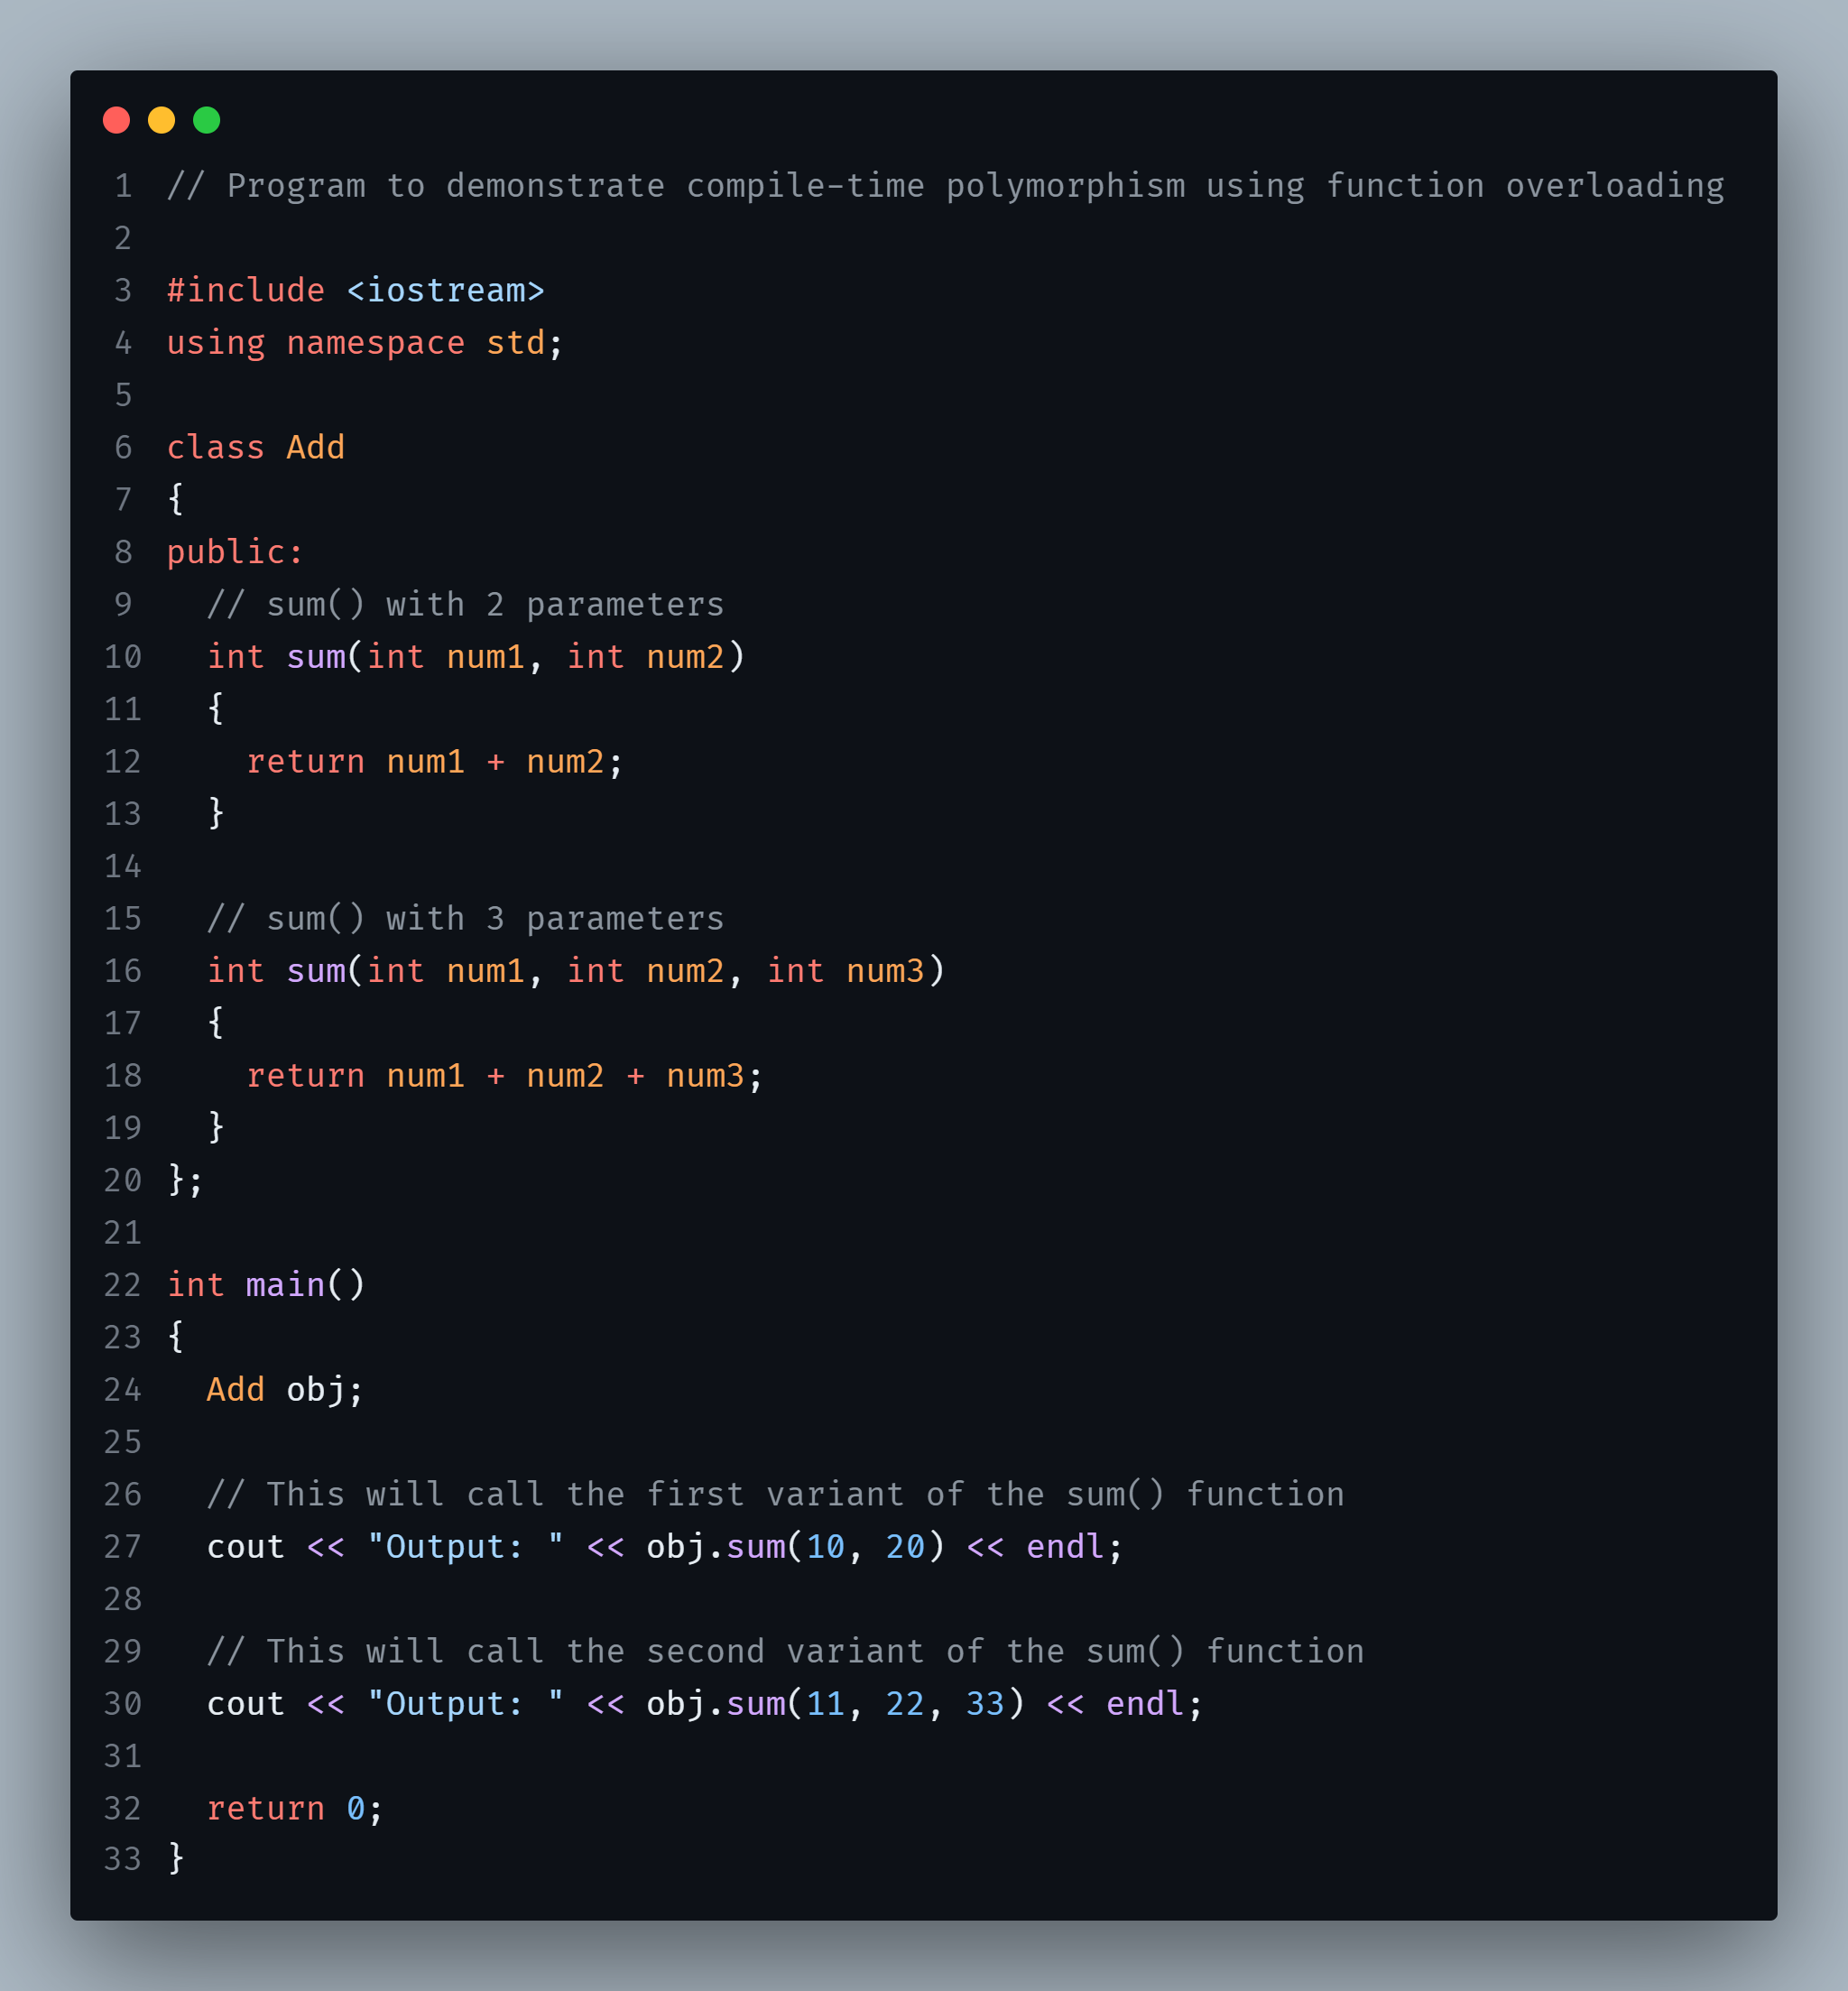 1 // Program to demonstrate compile-time polymorphism using function overloading
2
3 #include <iostream>
4 using namespace std;
5
6 class Add
7 {
8 public:
9   // sum() with 2 parameters
10   int sum(int num1, int num2)
11   {
12     return num1 + num2;
13   }
14
15   // sum() with 3 parameters
16   int sum(int num1, int num2, int num3)
17   {
18     return num1 + num2 + num3;
19   }
20 };
21
22 int main()
23 {
24   Add obj;
25
26   // This will call the first variant of the sum() function
27   cout << "Output: " << obj.sum(10, 20) << endl;
28
29   // This will call the second variant of the sum() function
30   cout << "Output: " << obj.sum(11, 22, 33) << endl;
31
32   return 0;
33 }